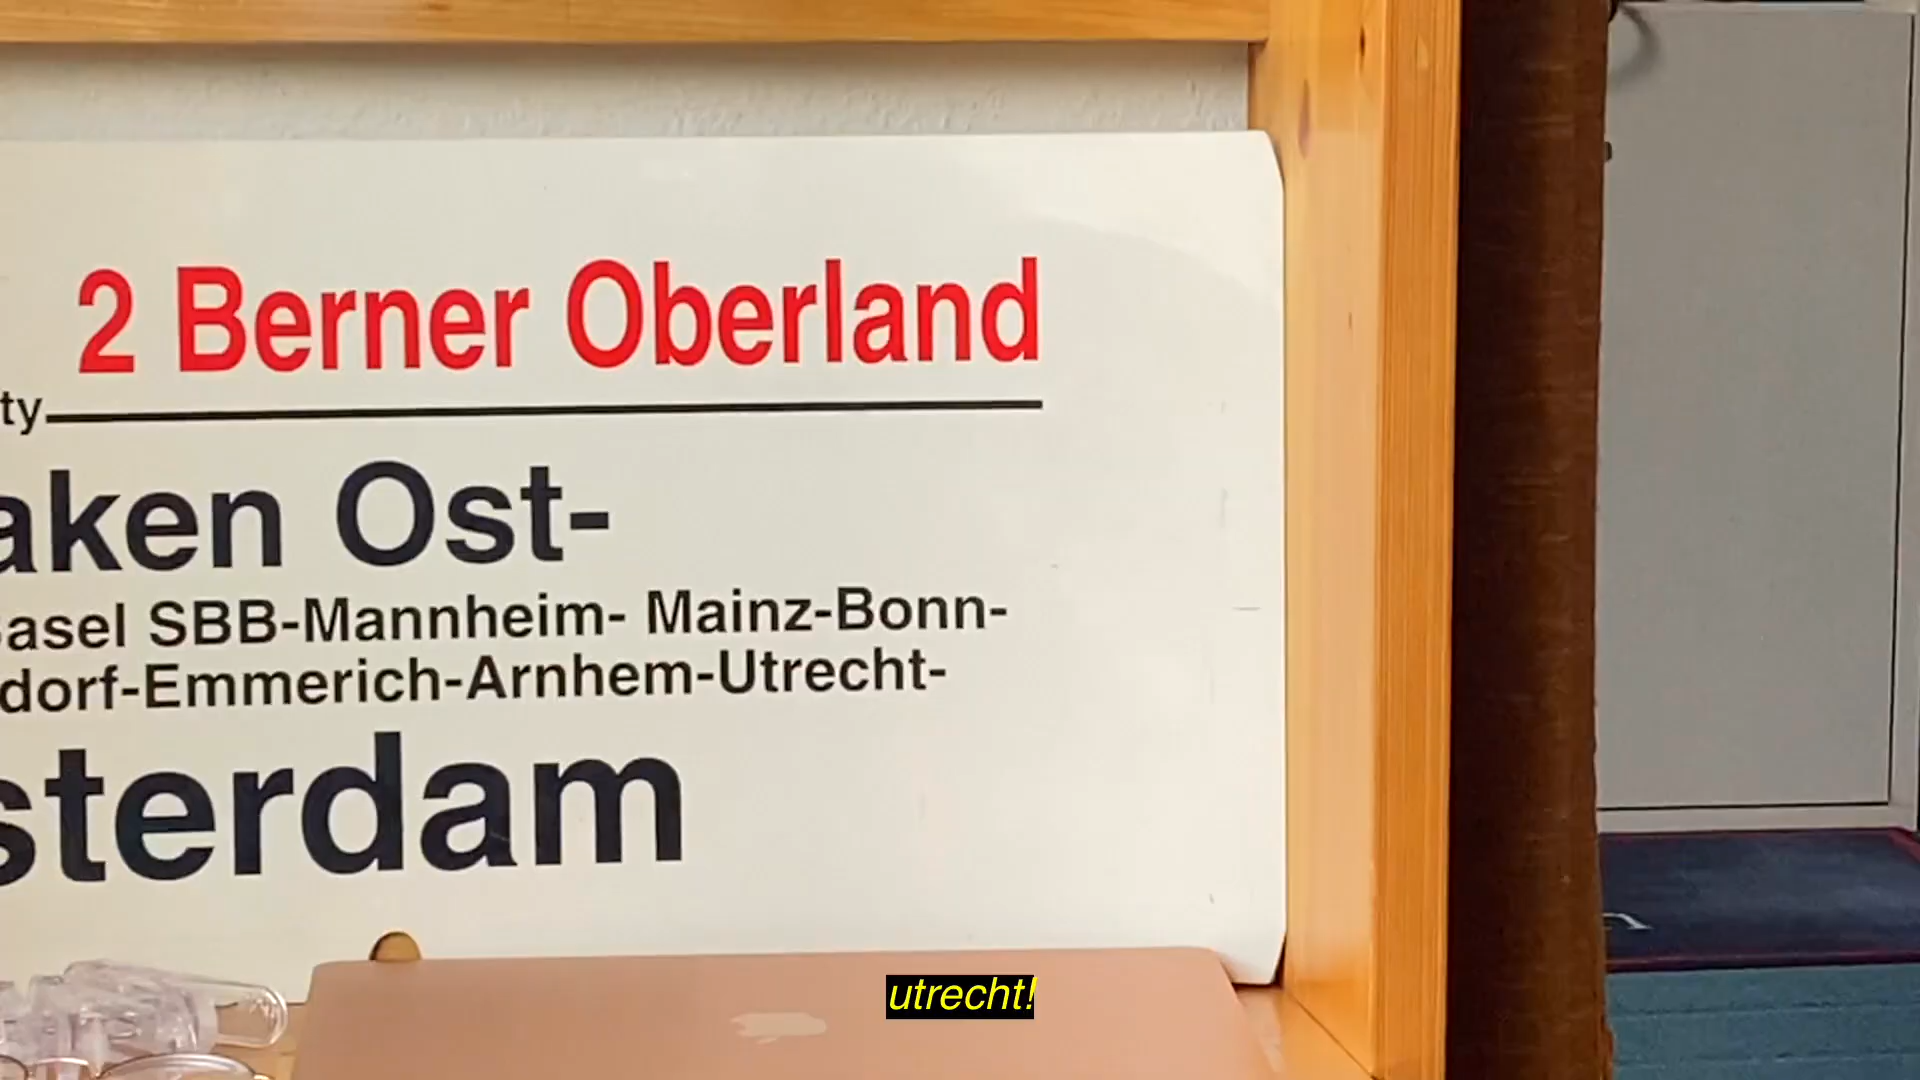 2 Berner Oberland
ty
aken Ost-
asel SBB-Mannheim- Mainz-Bonn-
dorf-Emmerich-Arnhem-Utrecht-
sterdam
utrecht!